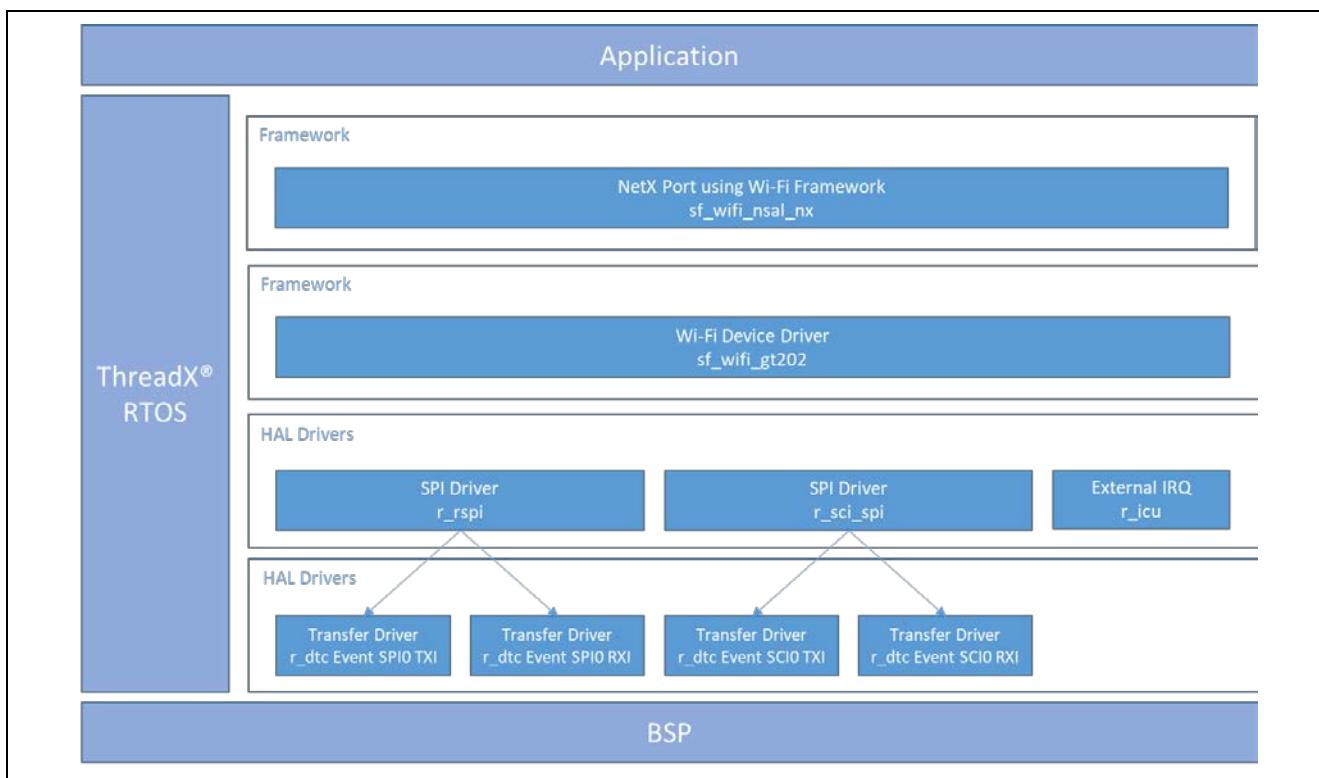 Application
ThreadX®
RTOS
Framework
NetX Port using Wi-Fi Framework
sf_wifi_nsal_nx
Framework
Wi-Fi Device Driver
sf_wifi_gt202
HAL Drivers
SPI Driver
r_rspi
SPI Driver
r_sci_spi
External IRQ
r_icu
HAL Drivers
Transfer Driver
r_dtc Event SPI0 TXI
Transfer Driver
r_dtc Event SPI0 RXI
Transfer Driver
r_dtc Event SCI0 TXI
Transfer Driver
r_dtc Event SCI0 RXI
BSP